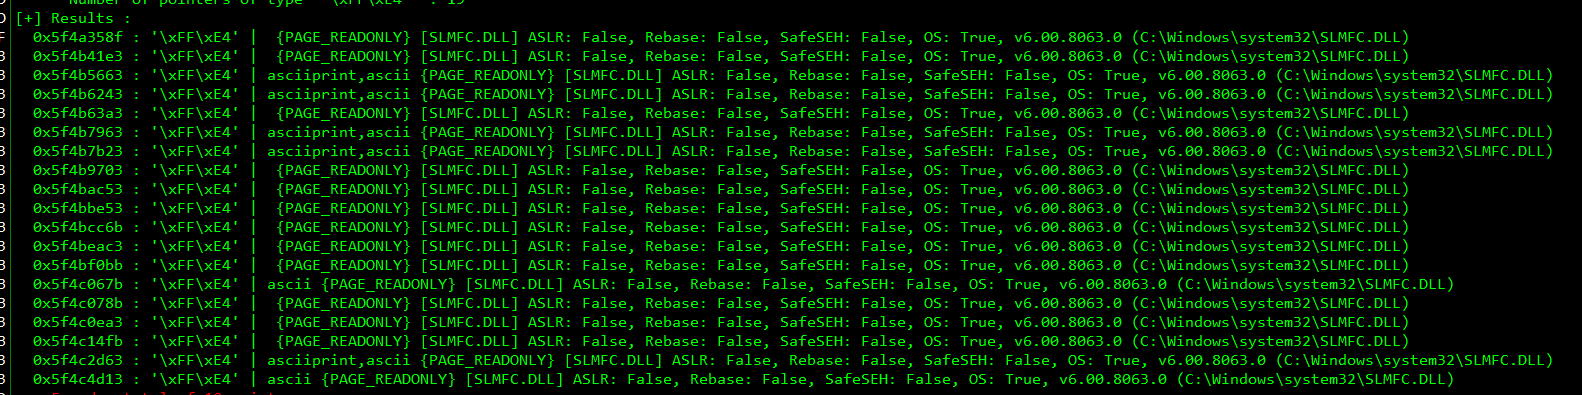 Number of pointers of type '"\xFF\xE4"' : 19
[+] Results :
0x5f4a358f : '\xFF\xE4' |  {PAGE_READONLY} [SLMFC.DLL] ASLR: False, Rebase: False, SafeSEH: False, OS: True, v6.00.8063.0 (C:\Windows\system32\SLMFC.DLL)
0x5f4b41e3 : '\xFF\xE4' |  {PAGE_READONLY} [SLMFC.DLL] ASLR: False, Rebase: False, SafeSEH: False, OS: True, v6.00.8063.0 (C:\Windows\system32\SLMFC.DLL)
0x5f4b5663 : '\xFF\xE4' | asciiprint,ascii {PAGE_READONLY} [SLMFC.DLL] ASLR: False, Rebase: False, SafeSEH: False, OS: True, v6.00.8063.0 (C:\Windows\system32\SLMFC.DLL)
0x5f4b6243 : '\xFF\xE4' | asciiprint,ascii {PAGE_READONLY} [SLMFC.DLL] ASLR: False, Rebase: False, SafeSEH: False, OS: True, v6.00.8063.0 (C:\Windows\system32\SLMFC.DLL)
0x5f4b63a3 : '\xFF\xE4' |  {PAGE_READONLY} [SLMFC.DLL] ASLR: False, Rebase: False, SafeSEH: False, OS: True, v6.00.8063.0 (C:\Windows\system32\SLMFC.DLL)
0x5f4b7963 : '\xFF\xE4' | asciiprint,ascii {PAGE_READONLY} [SLMFC.DLL] ASLR: False, Rebase: False, SafeSEH: False, OS: True, v6.00.8063.0 (C:\Windows\system32\SLMFC.DLL)
0x5f4b7b23 : '\xFF\xE4' | asciiprint,ascii {PAGE_READONLY} [SLMFC.DLL] ASLR: False, Rebase: False, SafeSEH: False, OS: True, v6.00.8063.0 (C:\Windows\system32\SLMFC.DLL)
0x5f4b9703 : '\xFF\xE4' |  {PAGE_READONLY} [SLMFC.DLL] ASLR: False, Rebase: False, SafeSEH: False, OS: True, v6.00.8063.0 (C:\Windows\system32\SLMFC.DLL)
0x5f4bac53 : '\xFF\xE4' |  {PAGE_READONLY} [SLMFC.DLL] ASLR: False, Rebase: False, SafeSEH: False, OS: True, v6.00.8063.0 (C:\Windows\system32\SLMFC.DLL)
0x5f4bbe53 : '\xFF\xE4' |  {PAGE_READONLY} [SLMFC.DLL] ASLR: False, Rebase: False, SafeSEH: False, OS: True, v6.00.8063.0 (C:\Windows\system32\SLMFC.DLL)
0x5f4bcc6b : '\xFF\xE4' |  {PAGE_READONLY} [SLMFC.DLL] ASLR: False, Rebase: False, SafeSEH: False, OS: True, v6.00.8063.0 (C:\Windows\system32\SLMFC.DLL)
0x5f4beac3 : '\xFF\xE4' |  {PAGE_READONLY} [SLMFC.DLL] ASLR: False, Rebase: False, SafeSEH: False, OS: True, v6.00.8063.0 (C:\Windows\system32\SLMFC.DLL)
0x5f4bf0bb : '\xFF\xE4' |  {PAGE_READONLY} [SLMFC.DLL] ASLR: False, Rebase: False, SafeSEH: False, OS: True, v6.00.8063.0 (C:\Windows\system32\SLMFC.DLL)
0x5f4c067b : '\xFF\xE4' | ascii {PAGE_READONLY} [SLMFC.DLL] ASLR: False, Rebase: False, SafeSEH: False, OS: True, v6.00.8063.0 (C:\Windows\system32\SLMFC.DLL)
0x5f4c078b : '\xFF\xE4' |  {PAGE_READONLY} [SLMFC.DLL] ASLR: False, Rebase: False, SafeSEH: False, OS: True, v6.00.8063.0 (C:\Windows\system32\SLMFC.DLL)
0x5f4c0ea3 : '\xFF\xE4' |  {PAGE_READONLY} [SLMFC.DLL] ASLR: False, Rebase: False, SafeSEH: False, OS: True, v6.00.8063.0 (C:\Windows\system32\SLMFC.DLL)
0x5f4c14fb : '\xFF\xE4' |  {PAGE_READONLY} [SLMFC.DLL] ASLR: False, Rebase: False, SafeSEH: False, OS: True, v6.00.8063.0 (C:\Windows\system32\SLMFC.DLL)
0x5f4c2d63 : '\xFF\xE4' | asciiprint,ascii {PAGE_READONLY} [SLMFC.DLL] ASLR: False, Rebase: False, SafeSEH: False, OS: True, v6.00.8063.0 (C:\Windows\system32\SLMFC.DLL)
0x5f4c4d13 : '\xFF\xE4' | ascii {PAGE_READONLY} [SLMFC.DLL] ASLR: False, Rebase: False, SafeSEH: False, OS: True, v6.00.8063.0 (C:\Windows\system32\SLMFC.DLL)